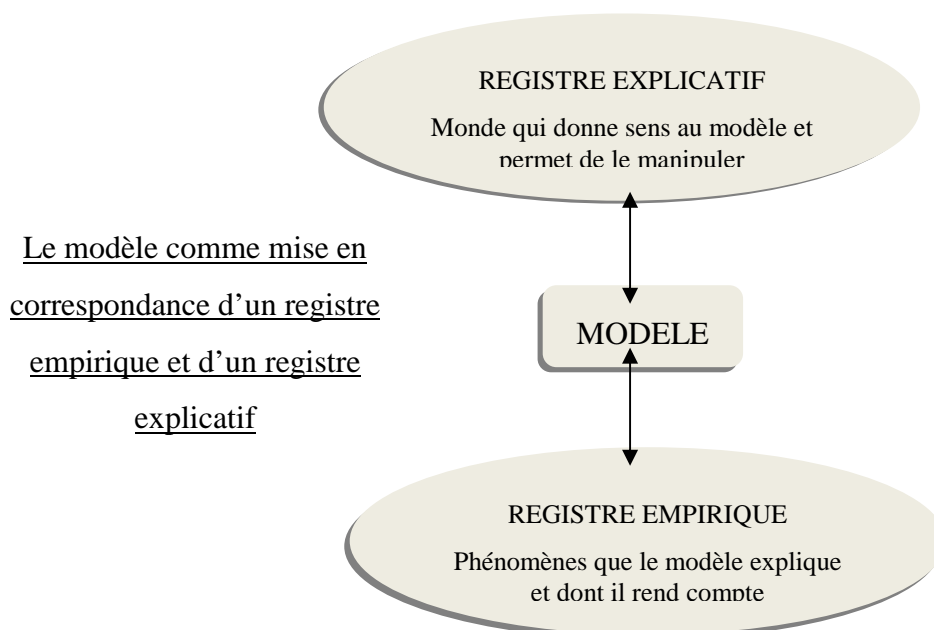 REGISTRE EXPLICATIF
Monde qui donne sens au modèle et
permet de le manipuler
Le modèle comme mise en
correspondance d’un registre
empirique et d’un registre
explicatif
MODELE
REGISTRE EMPIRIQUE
Phénomènes que le modèle explique
et dont il rend compte